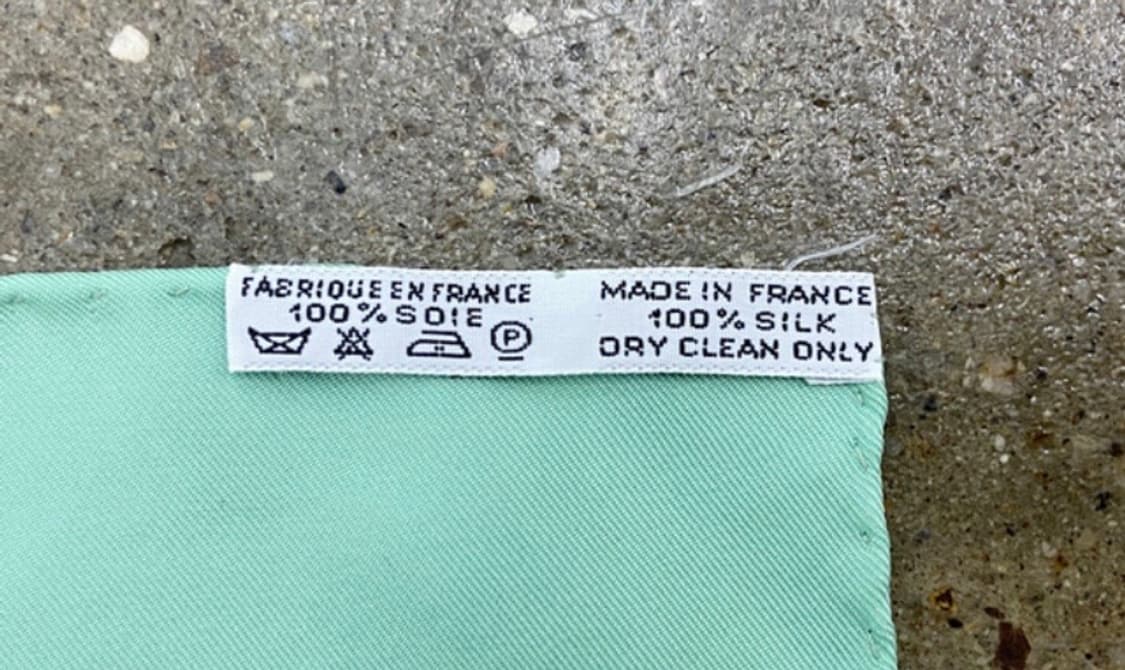 FABRIQUE EN FRANCE
100% SOIE
P
MADE IN FRANCE
100% SILK
DRY CLEAN ONLY